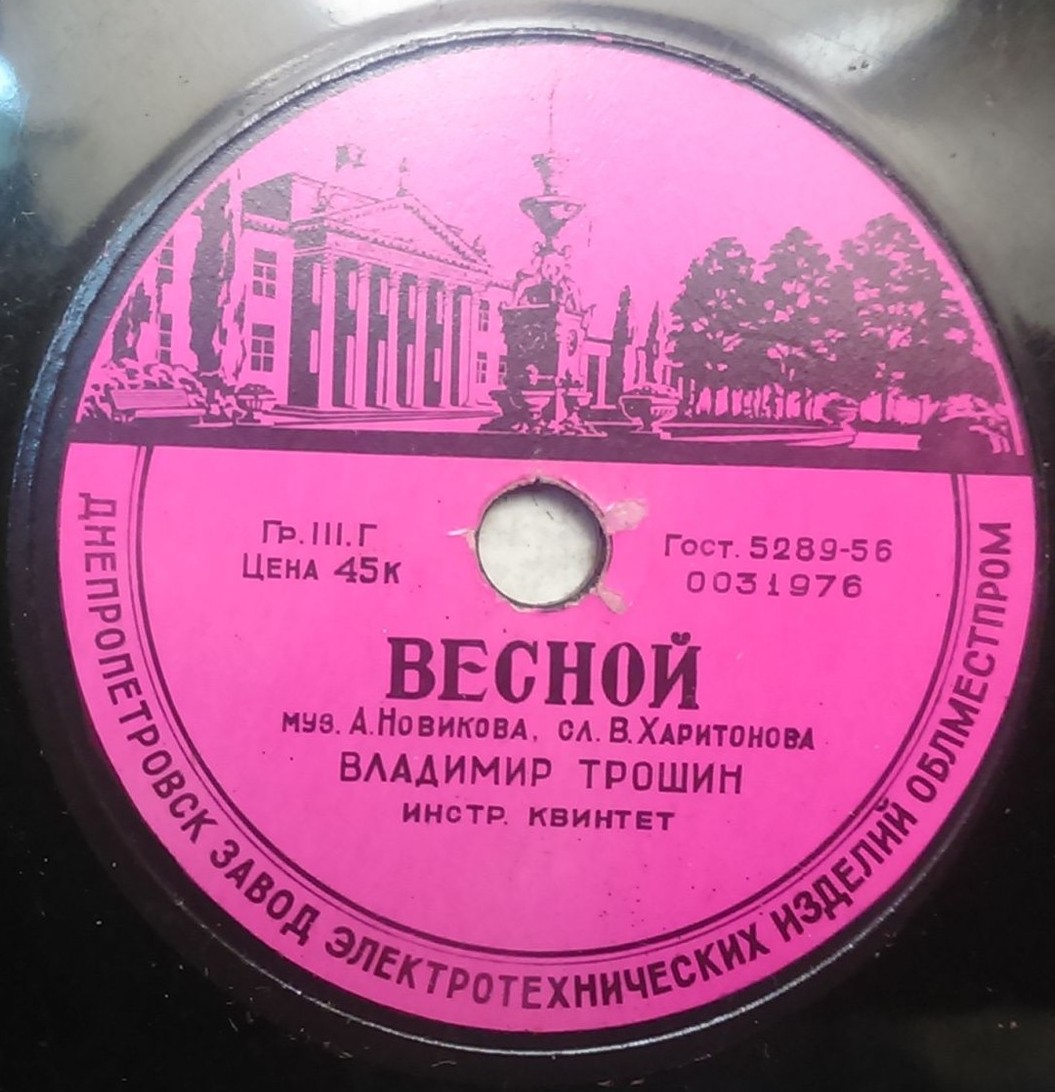 Гр. III. Г
Цена 45к
Гост. 5289-56
0031976
ВЕСНОЙ
муз. А. Новикова, сл. В. Харитонова
ВЛАДИМИР ТРОШИН
инстр. квинтет
ДНЕПРОПЕТРОВСК ЗАВОД ЭЛЕКТРОТЕХНИЧЕСКИХ ИЗДЕЛИЙ ОБЛМЕСТПРОМ